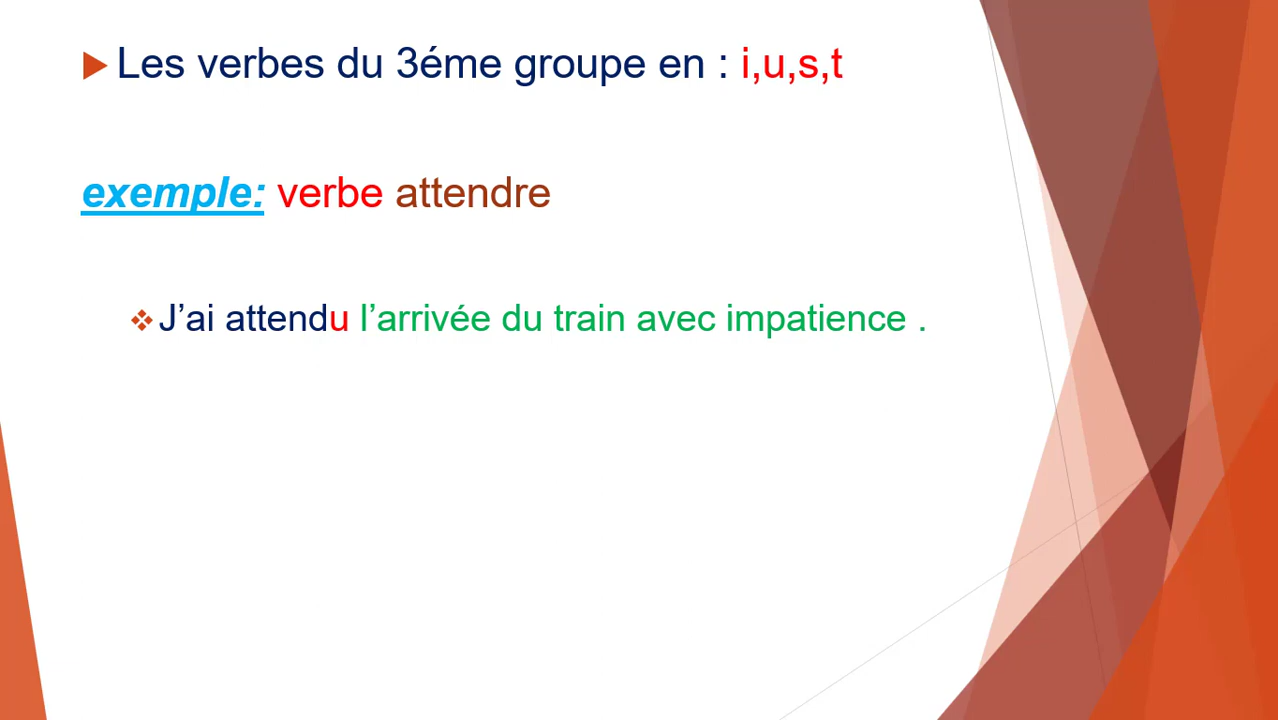 Les verbes du 3éme groupe en : i,u,s,t
exemple: verbe attendre
J’ai attendu l’arrivée du train avec impatience .